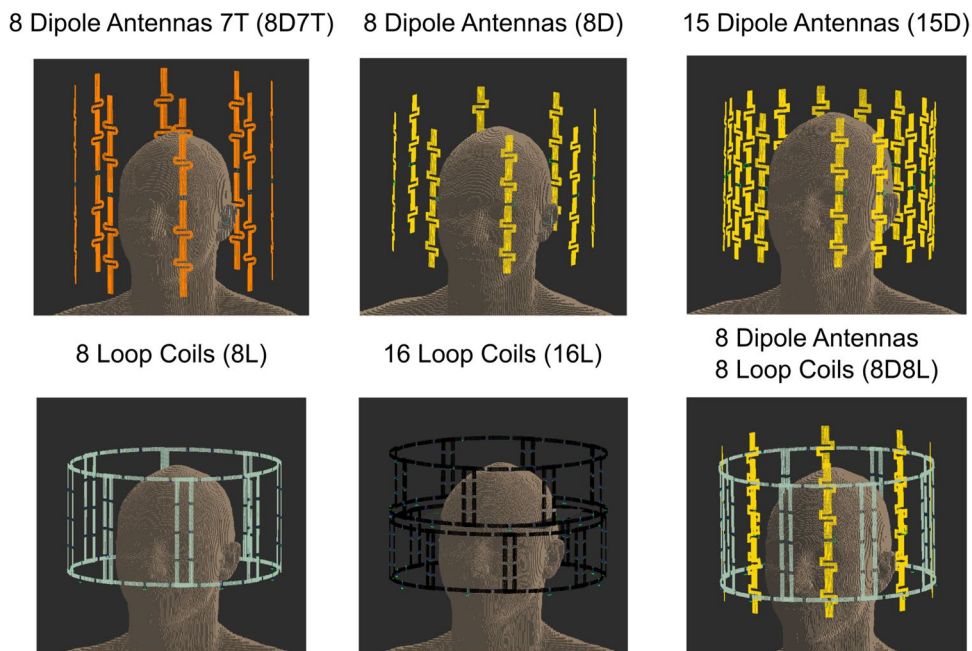 8 Dipole Antennas 7T (8D7T)
8 Dipole Antennas (8D)
15 Dipole Antennas (15D)
8 Loop Coils (8L)
16 Loop Coils (16L)
8 Dipole Antennas
8 Loop Coils (8D8L)